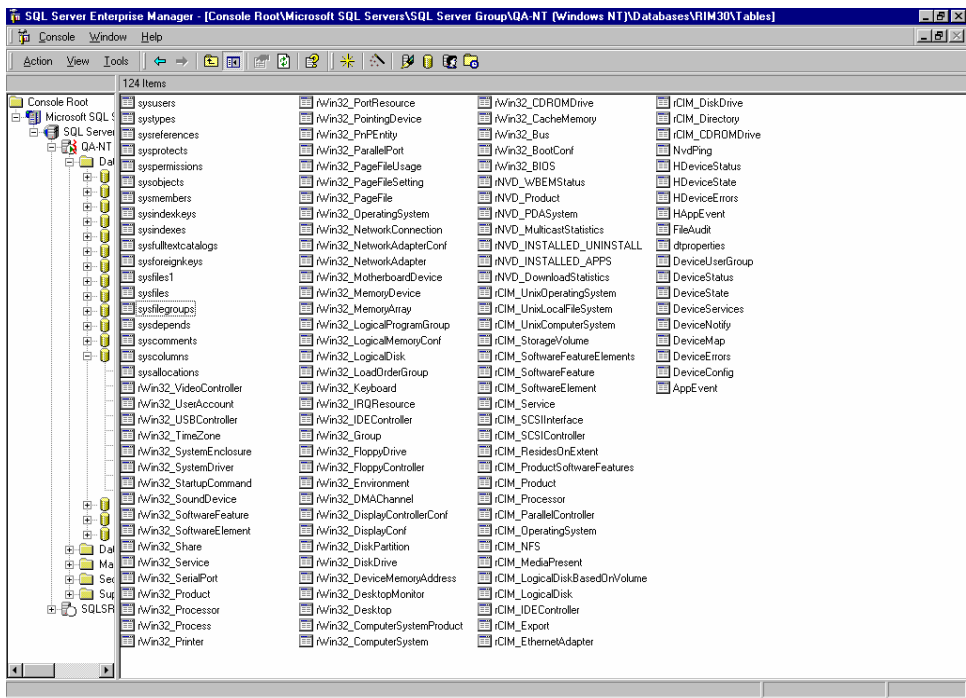 SQL Server Enterprise Manager - [Console Root\Microsoft SQL Servers\SQL Server Group\QA-NT (Windows NT)\Databases\RIM30\Tables]
Console Window Help
Action View Tools
124 Items
Console Root
Microsoft SQL S
SQL Server
QA-NT
Dat
Dat
Ma
Sec
Sup
SQLSR
sysusers
systypes
sysreferences
sysprotects
syspermissions
sysobjects
sysmembers
sysindexkeys
sysindexes
sysfulltextcatalogs
sysforeignkeys
sysfiles1
sysfiles
sysfilegroups
sysdepends
syscomments
syscolumns
sysallocations
rWin32_VideoController
rWin32_UserAccount
rWin32_USBController
rWin32_TimeZone
rWin32_SystemEnclosure
rWin32_SystemDriver
rWin32_StartupCommand
rWin32_SoundDevice
rWin32_SoftwareFeature
rWin32_SoftwareElement
rWin32_Share
rWin32_Service
rWin32_SerialPort
rWin32_Product
rWin32_Processor
rWin32_Process
rWin32_Printer
rWin32_PortResource
rWin32_PointingDevice
rWin32_PnPEntity
rWin32_ParallelPort
rWin32_PageFileUsage
rWin32_PageFileSetting
rWin32_PageFile
rWin32_OperatingSystem
rWin32_NetworkConnection
rWin32_NetworkAdapterConf
rWin32_NetworkAdapter
rWin32_MotherboardDevice
rWin32_MemoryDevice
rWin32_MemoryArray
rWin32_LogicalProgramGroup
rWin32_LogicalMemoryConf
rWin32_LogicalDisk
rWin32_LoadOrderGroup
rWin32_Keyboard
rWin32_IRQResource
rWin32_IDEController
rWin32_Group
rWin32_FloppyDrive
rWin32_FloppyController
rWin32_Environment
rWin32_DMAChannel
rWin32_DisplayControllerConf
rWin32_DisplayConf
rWin32_DiskPartition
rWin32_DiskDrive
rWin32_DeviceMemoryAddress
rWin32_DesktopMonitor
rWin32_Desktop
rWin32_ComputerSystemProduct
rWin32_ComputerSystem
rWin32_CDROMDrive
rWin32_CacheMemory
rWin32_Bus
rWin32_BootConf
rWin32_BIOS
rNVD_WBEMStatus
rNVD_Product
rNVD_PDASystem
rNVD_MulticastStatistics
rNVD_INSTALLED_UNINSTALL
rNVD_INSTALLED_APPS
rNVD_DownloadStatistics
rCIM_UnixOperatingSystem
rCIM_UnixLocalFileSystem
rCIM_UnixComputerSystem
rCIM_StorageVolume
rCIM_SoftwareFeatureElements
rCIM_SoftwareFeature
rCIM_SoftwareElement
rCIM_Service
rCIM_SCSIInterface
rCIM_SCSIController
rCIM_ResidesOnExtent
rCIM_ProductSoftwareFeatures
rCIM_Product
rCIM_Processor
rCIM_ParallelController
rCIM_OperatingSystem
rCIM_NFS
rCIM_MediaPresent
rCIM_LogicalDiskBasedOnVolume
rCIM_LogicalDisk
rCIM_IDEController
rCIM_Export
rCIM_EthernetAdapter
rCIM_DiskDrive
rCIM_Directory
rCIM_CDROMDrive
NvdPing
HDeviceStatus
HDeviceState
HDeviceErrors
HAppEvent
FileAudit
dtproperties
DeviceUserGroup
DeviceStatus
DeviceState
DeviceServices
DeviceNotify
DeviceMap
DeviceErrors
DeviceConfig
AppEvent